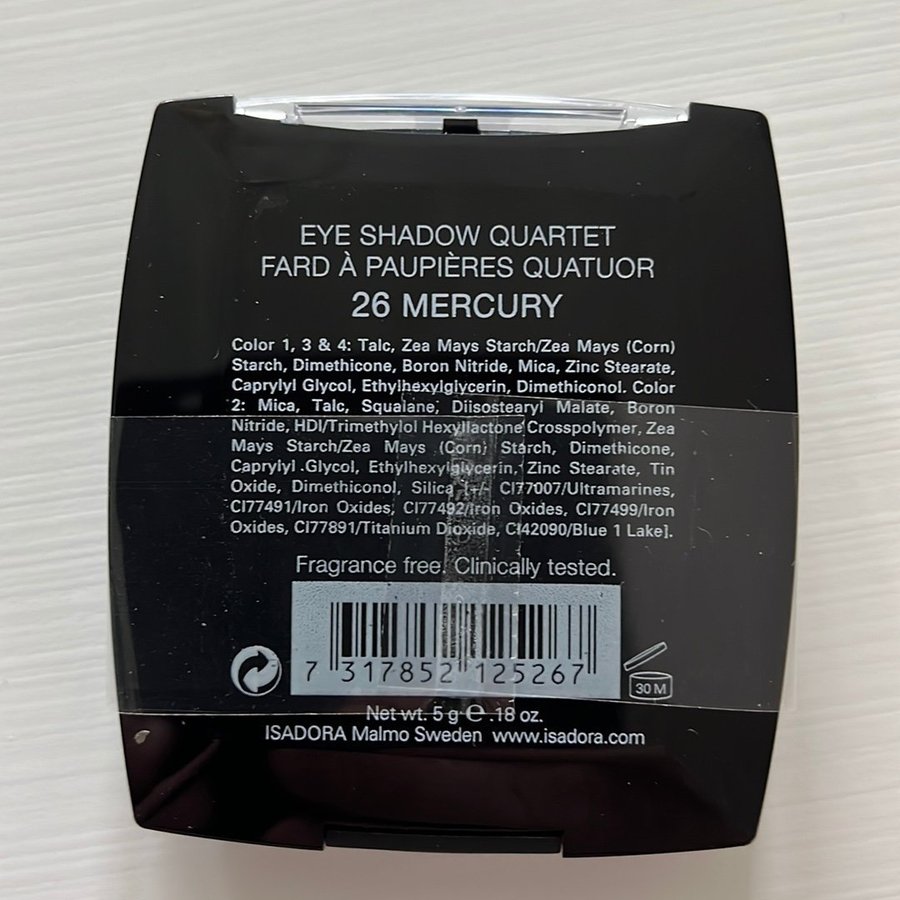 EYE SHADOW QUARTET
FARD À PAUPIÈRES QUATUOR
26 MERCURY
Color 1, 3 & 4: Talc, Zea Mays Starch/Zea Mays (Corn)
Starch, Dimethicone, Boron Nitride, Mica, Zinc Stearate,
Caprylyl Glycol, Ethylhexylglycerin, Dimethiconol. Color
2: Mica, Talc, Squalane, Diisostearyl Malate, Boron
Nitride, HDI/Trimethylol Hexyllactone Crosspolymer, Zea
Mays Starch/Zea Mays (Corn) Starch, Dimethicone,
Caprylyl Glycol, Ethylhexylglycerin, Zinc Stearate, Tin
Oxide, Dimethiconol, Silica [+/- CI77007/Ultramarines,
CI77491/Iron Oxides, CI77492/Iron Oxides, CI77499/Iron
Oxides, CI77891/Titanium Dioxide, CI42090/Blue 1 Lake].
Fragrance free. Clinically tested.
7 317852 125267
30 M
Net wt. 5 g ℮ .18 oz.
ISADORA Malmo Sweden www.isadora.com